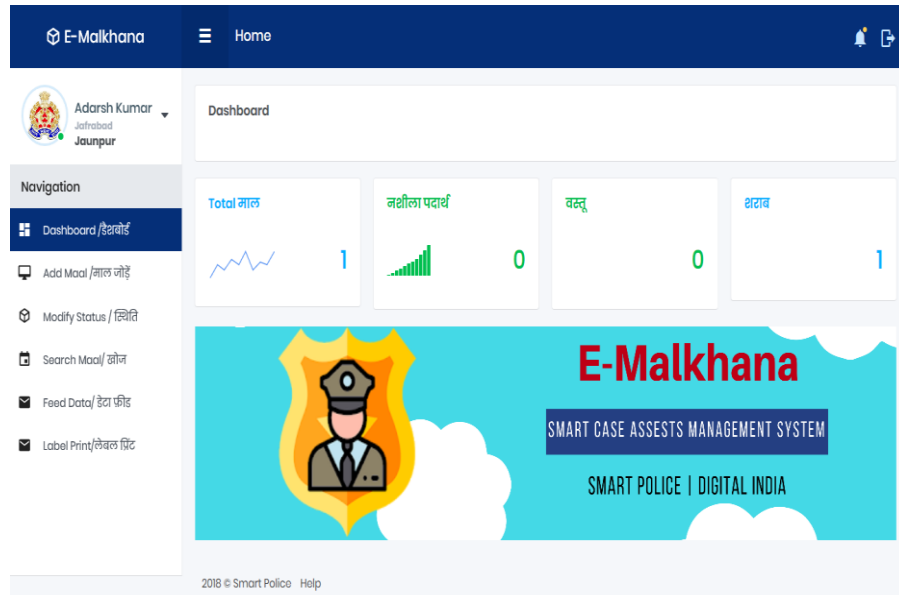 E-Malkhana
Home
Adarsh Kumar
Jafrabad
Jaunpur
Navigation
Dashboard /डैशबोर्ड
Add Maal /माल जोड़ें
Modify Status / स्थिति
Search Maal/ खोज
Feed Data/ डेटा फ़ीड
Label Print/लेबल प्रिंट
Dashboard
Total माल
1
नशीला पदार्थ
0
वस्तू
0
शराब
1
E-Malkhana
SMART CASE ASSESTS MANAGEMENT SYSTEM
SMART POLICE | DIGITAL INDIA
2018 © Smart Police Help